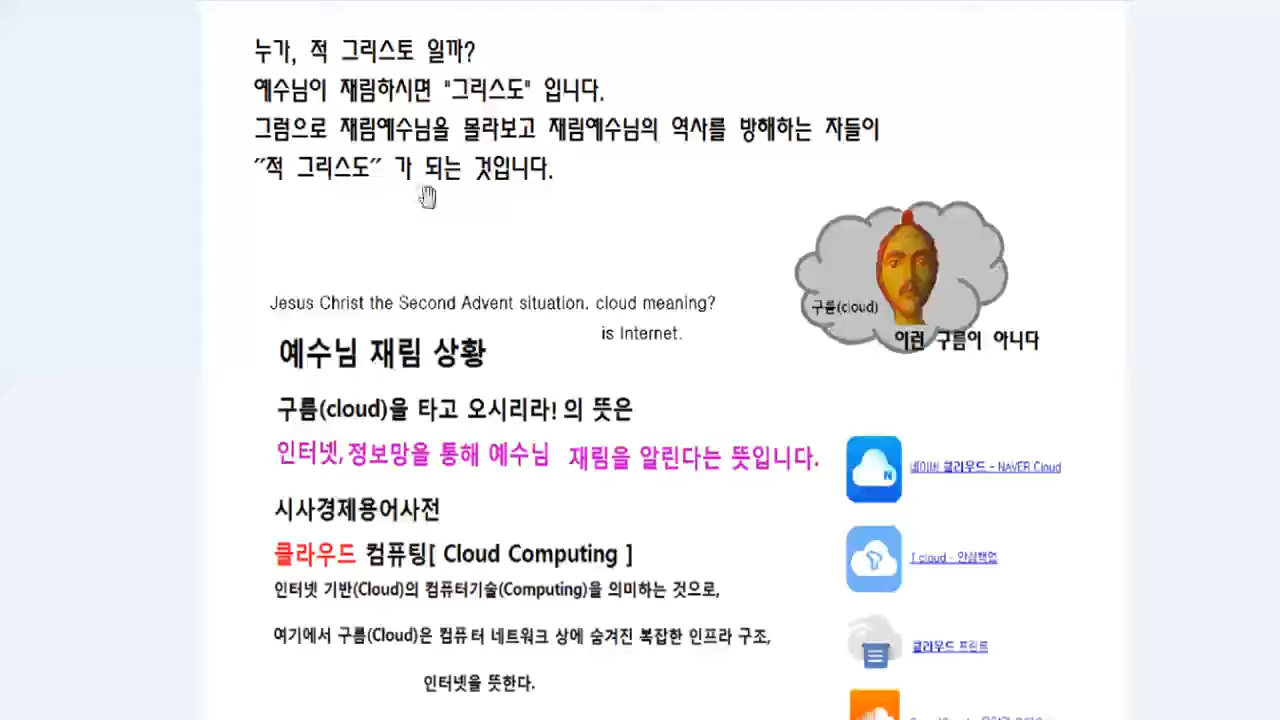 누가, 적 그리스토 일까?
예수님이 재림하시면 "그리스도" 입니다.
그럼으로 재림예수님을 몰라보고 재림예수님의 역사를 방해하는 자들이
″적 그리스도″ 가 되는 것입니다.
구름(cloud)
이런 구름이 아니다
Jesus Christ the Second Advent situation. cloud meaning?
is Internet.
예수님 재림 상황
구름(cloud)을 타고 오시리라! 의 뜻은
인터넷, 정보망을 통해 예수님 재림을 알린다는 뜻입니다.
네이버 클라우드 - NAVER Cloud
시사경제용어사전
클라우드 컴퓨팅[ Cloud Computing ]
T cloud - 안심백업
인터넷 기반(Cloud)의 컴퓨터기술(Computing)을 의미하는 것으로,
여기에서 구름(Cloud)은 컴퓨터 네트워크 상에 숨겨진 복잡한 인프라 구조,
클라우드 프린트
인터넷을 뜻한다.